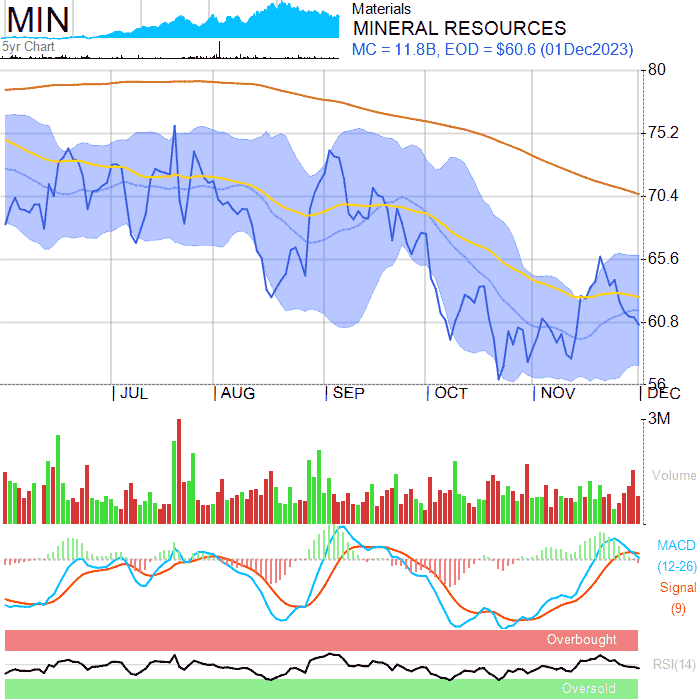 MIN
5yr Chart
Materials
MINERAL RESOURCES
MC = 11.8B, EOD = $60.6 (01Dec2023)
80
75.2
70.4
65.6
60.8
56
JUL
AUG
SEP
OCT
NOV
DEC
3M
Volume
MACD
(12-26)
Signal
(9)
Overbought
RSI(14)
Oversold